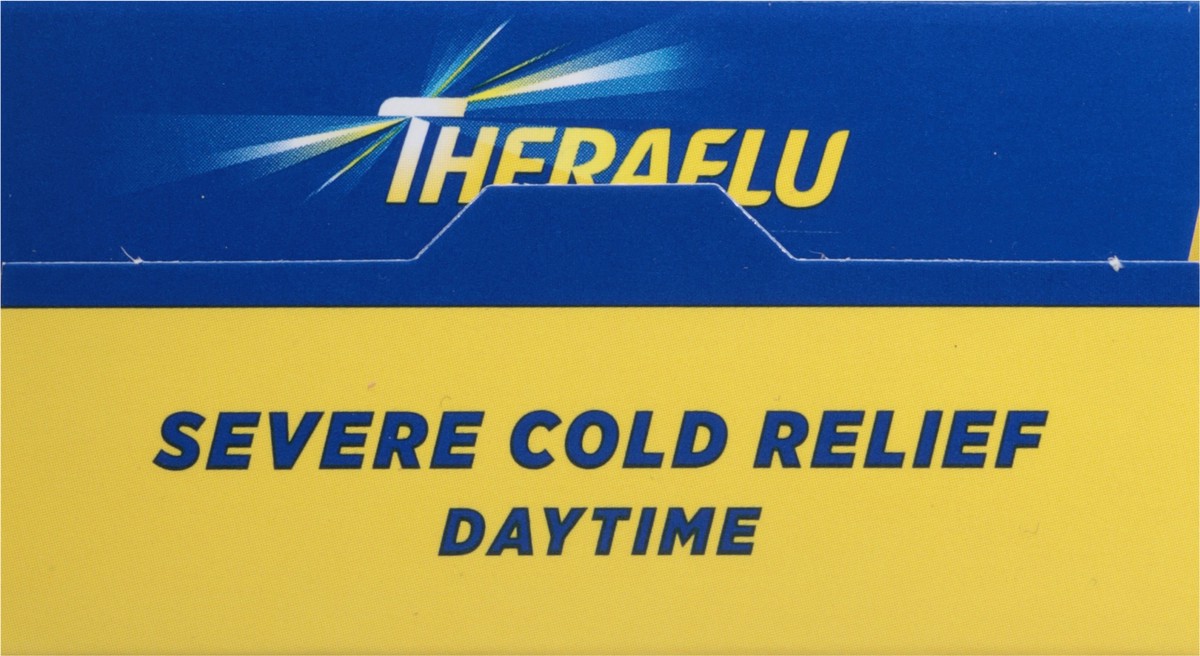 THERAFLU
SEVERE COLD RELIEF
DAYTIME